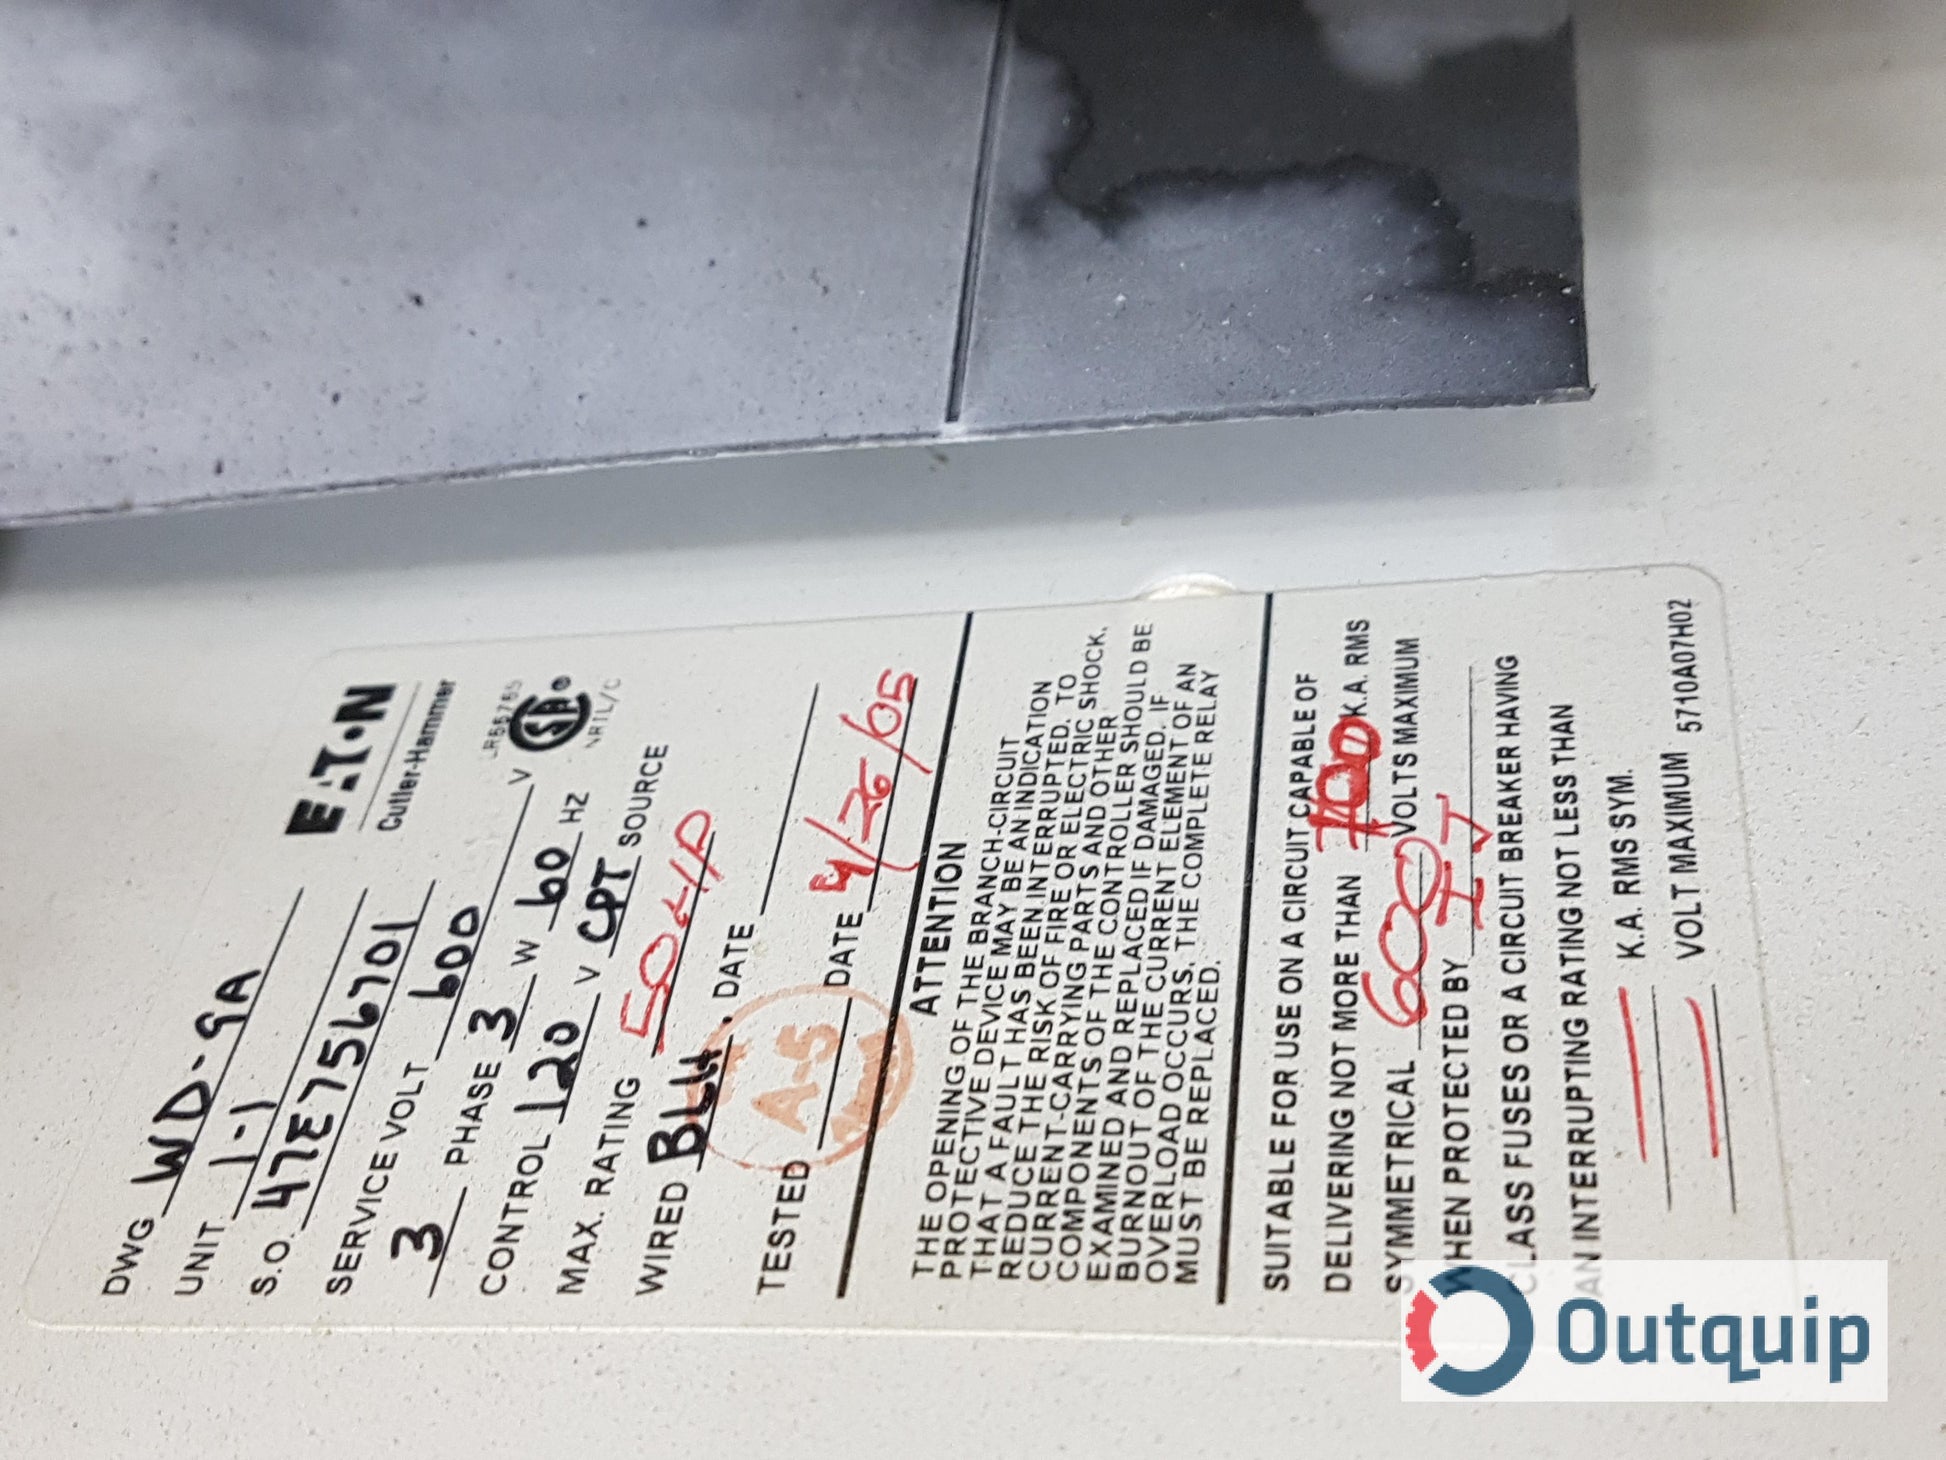 EATON
Cutler-Hammer
DWG WD-9A
UNIT 1-1
S.O. 47E7556701
SERVICE VOLT 600 V
3 PHASE 3 W 60 HZ
CONTROL 120 V CPT SOURCE
MAX. RATING 50HP
WIRED BLH. DATE
TESTED A-5 DATE 4/26/05
ATTENTION
THE OPENING OF THE BRANCH-CIRCUIT
PROTECTIVE DEVICE MAY BE AN INDICATION
THAT A FAULT HAS BEEN INTERRUPTED. TO
REDUCE THE RISK OF FIRE OR ELECTRIC SHOCK,
CURRENT-CARRYING PARTS AND OTHER
COMPONENTS OF THE CONTROLLER SHOULD BE
EXAMINED AND REPLACED IF DAMAGED. IF
BURNOUT OF THE CURRENT ELEMENT OF AN
OVERLOAD OCCURS, THE COMPLETE RELAY
MUST BE REPLACED.
SUITABLE FOR USE ON A CIRCUIT CAPABLE OF
DELIVERING NOT MORE THAN 100 K.A. RMS
SYMMETRICAL 600 VOLTS MAXIMUM
WHEN PROTECTED BY IJ
CLASS FUSES OR A CIRCUIT BREAKER HAVING
AN INTERRUPTING RATING NOT LESS THAN
K.A. RMS SYM.
VOLT MAXIMUM 5710A07H02
Outquip